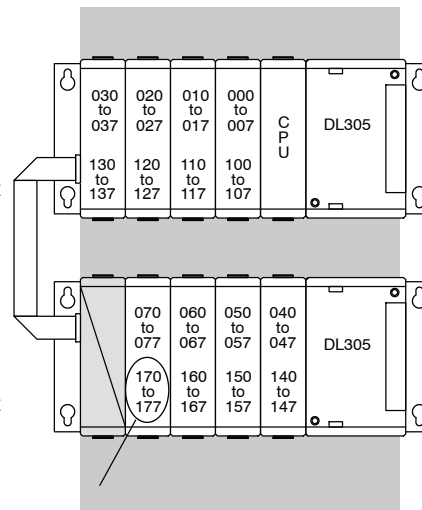 030
to
037
020
to
027
010
to
017
000
to
007
C
P
U
DL305
130
to
137
120
to
127
110
to
117
100
to
107
070
to
077
060
to
067
050
to
057
040
to
047
DL305
170
to
177
160
to
167
150
to
157
140
to
147